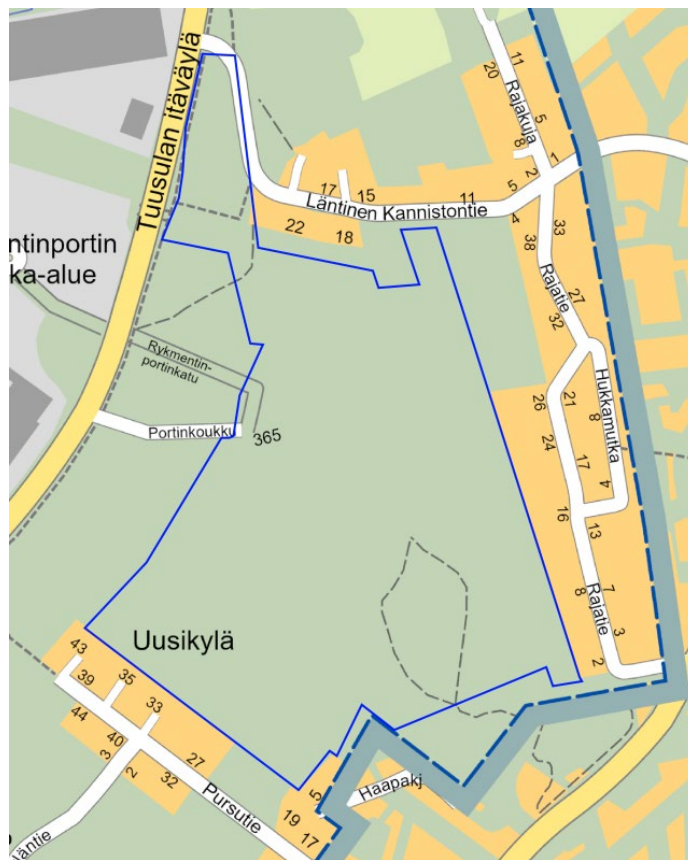 Tuusulan itäväylä
11
20
Rajakuja
5
8
1
2
17
15
11
5
Läntinen Kannistontie
4
22
18
33
38
ntinportin
ka-alue
Rajatie
27
32
Rykmentin-
portinkatu
Hukkamutka
21
8
26
Portinkoukku
365
24
17
4
16
13
Uusikylä
7
8
Rajatie
3
2
43
39
35
33
44
40
3
27
2
32
Pursutie
Haapakj
5
19
17
äntie